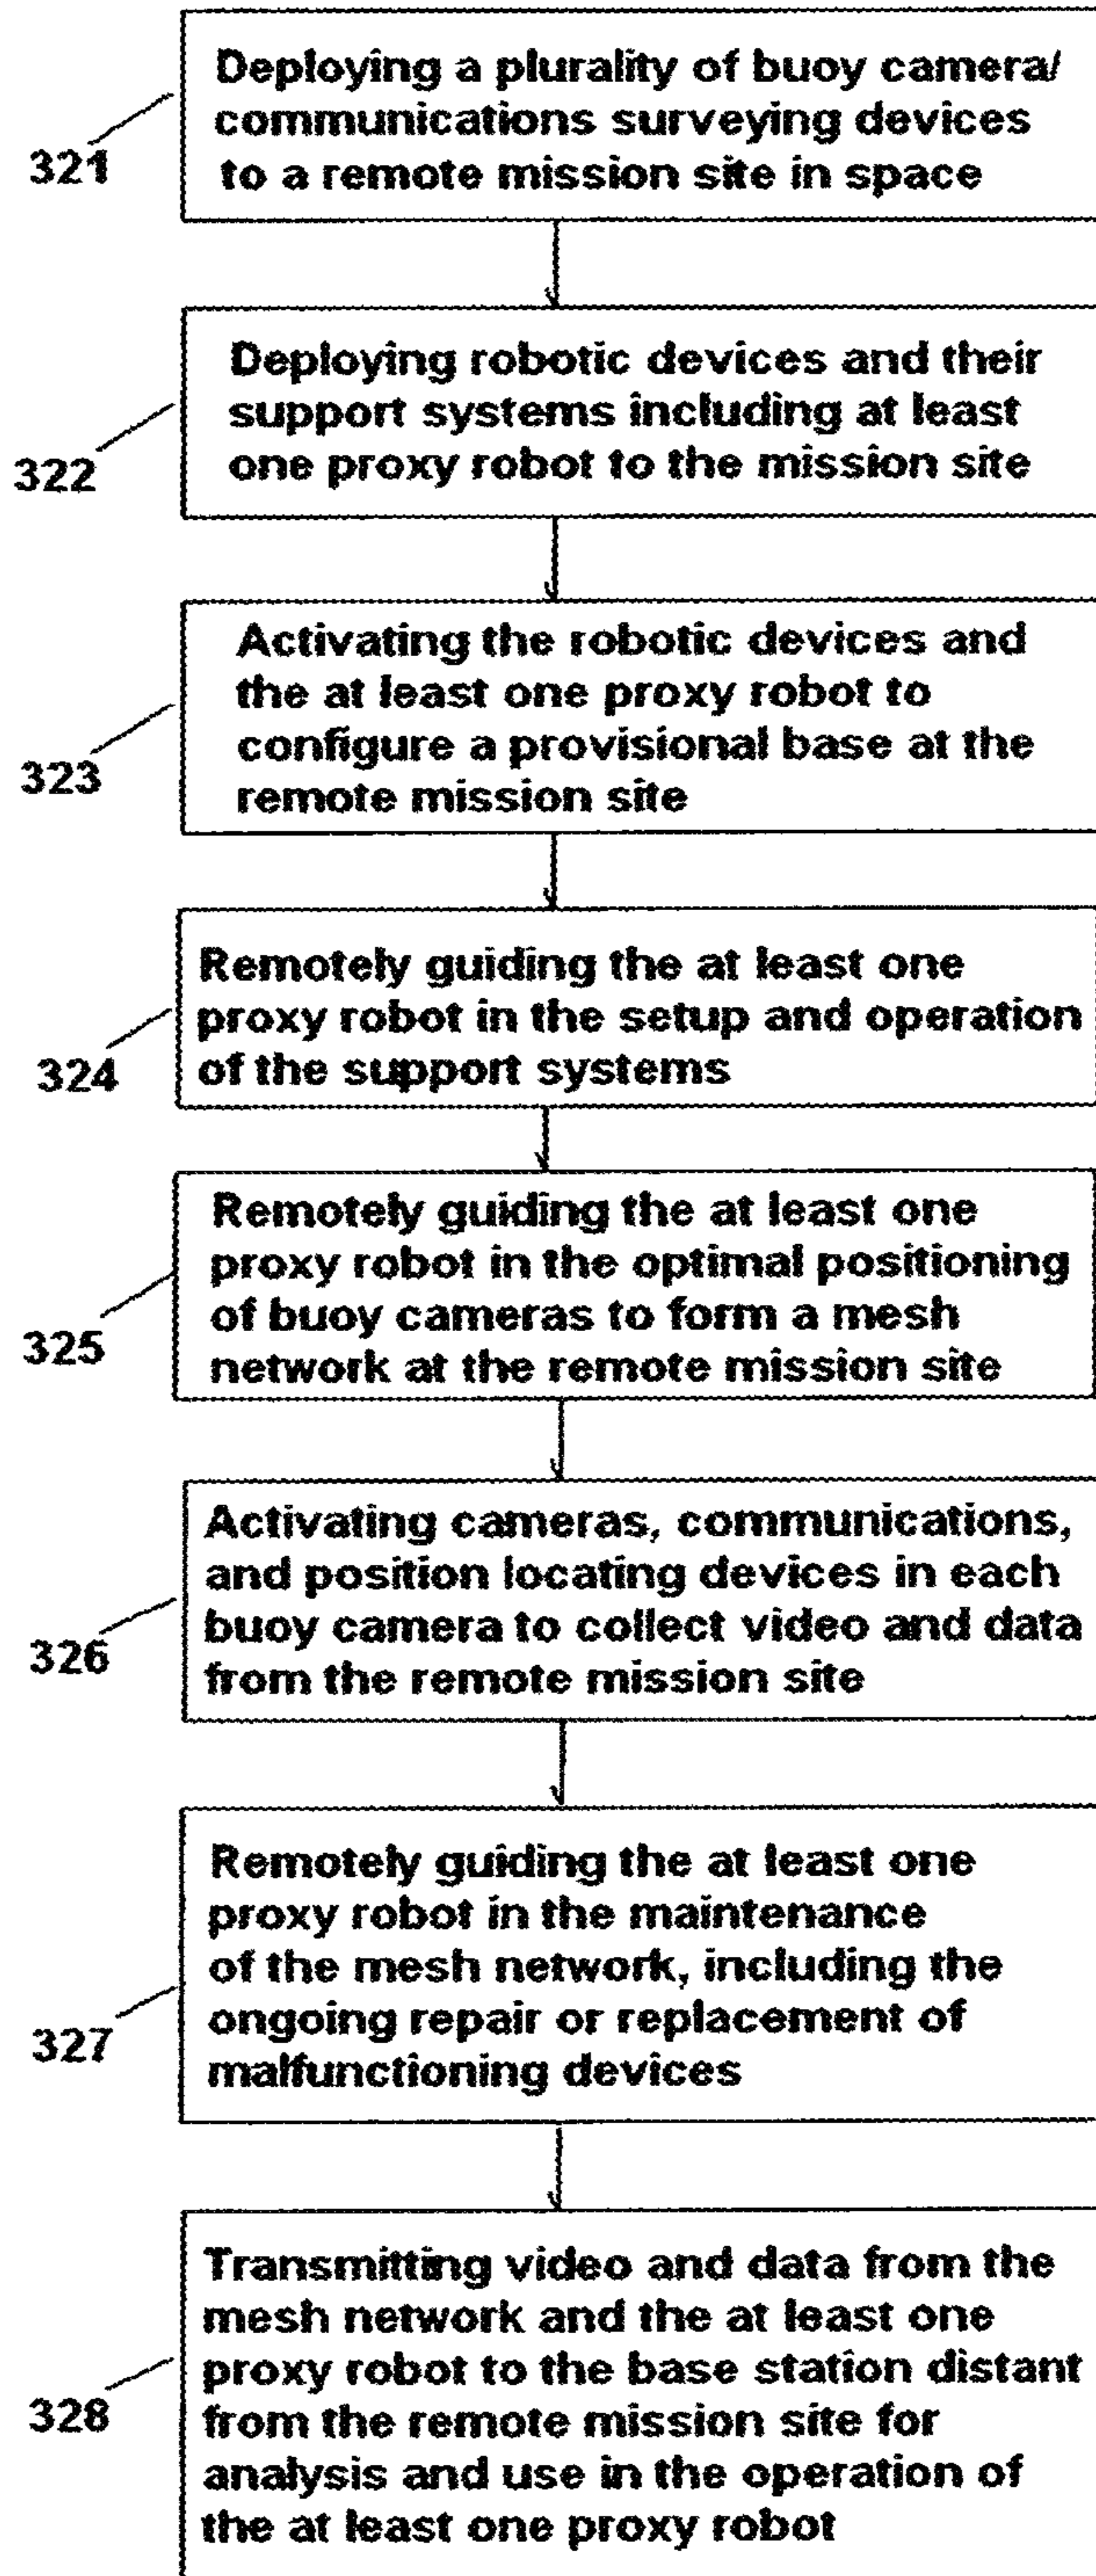 Deploying a plurality of buoy camera/
communications surveying devices
to a remote mission site in space
321
Deploying robotic devices and their
support systems including at least
one proxy robot to the mission site
322
Activating the robotic devices and
the at least one proxy robot to
configure a provisional base at the
remote mission site
323
Remotely guiding the at least one
proxy robot in the setup and operation
of the support systems
324
Remotely guiding the at least one
proxy robot in the optimal positioning
of buoy cameras to form a mesh
network at the remote mission site
325
Activating cameras, communications,
and position locating devices in each
buoy camera to collect video and data
from the remote mission site
326
Remotely guiding the at least one
proxy robot in the maintenance
of the mesh network, including the
ongoing repair or replacement of
malfunctioning devices
327
Transmitting video and data from the
mesh network and the at least one
proxy robot to the base station distant
from the remote mission site for
analysis and use in the operation of
the at least one proxy robot
328